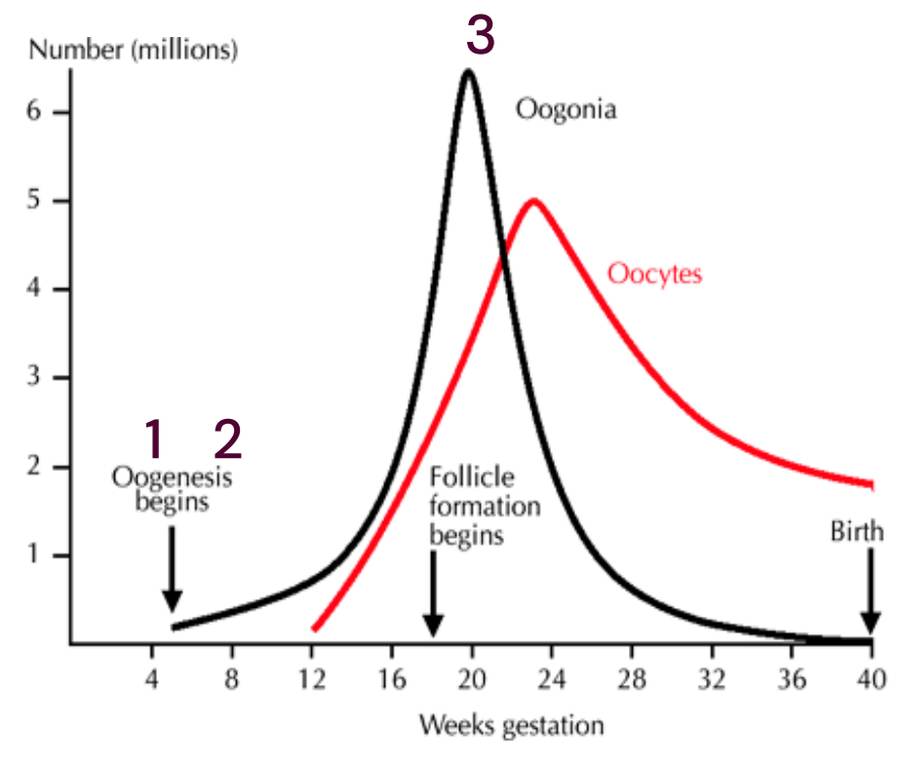 3
Number (millions)
6
Oogonia
5
Oocytes
4
3
1 2
2
Oogenesis
begins
Follicle
formation
begins
Birth
1
4 8 12 16 20 24 28 32 36 40
Weeks gestation